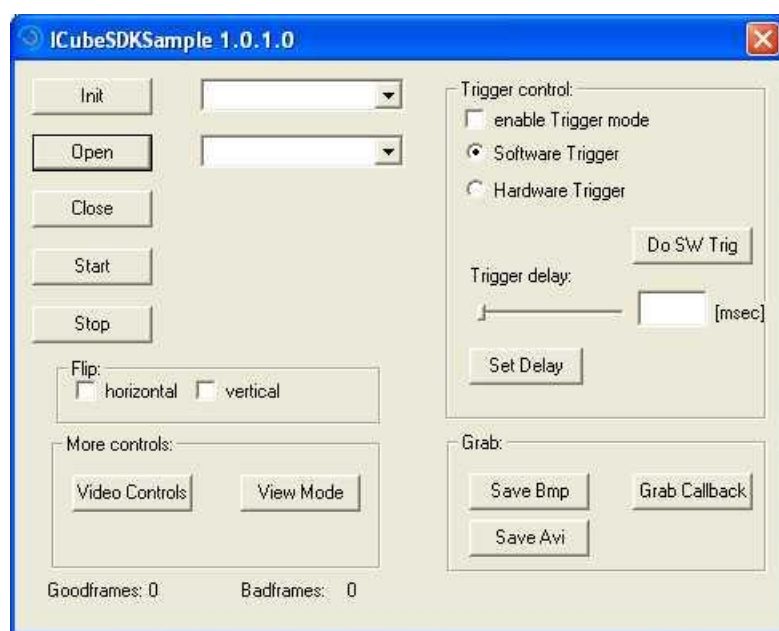 ICubeSDKSample 1.0.1.0
Init
Open
Close
Start
Stop
Flip:
horizontal vertical
More controls:
Video Controls View Mode
Goodframes: 0 Badframes: 0
Trigger control:
enable Trigger mode
Software Trigger
Hardware Trigger
Do SW Trig
Trigger delay:
[msec]
Set Delay
Grab:
Save Bmp Grab Callback
Save Avi